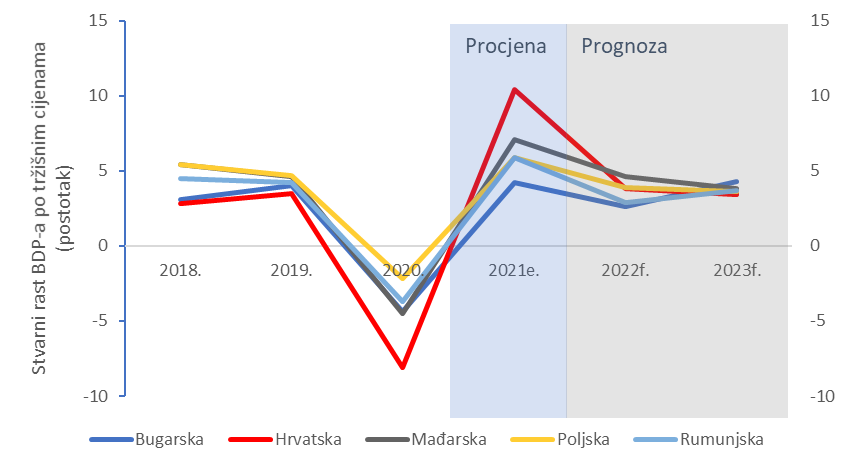 Stvarni rast BDP-a po tržišnim cijenama
(postotak)
15
10
5
0
-5
-10
Procjena
Prognoza
15
10
5
0
-5
-10
2018.
2019.
2020.
2021e.
2022f.
2023f.
Bugarska
Hrvatska
Mađarska
Poljska
Rumunjska